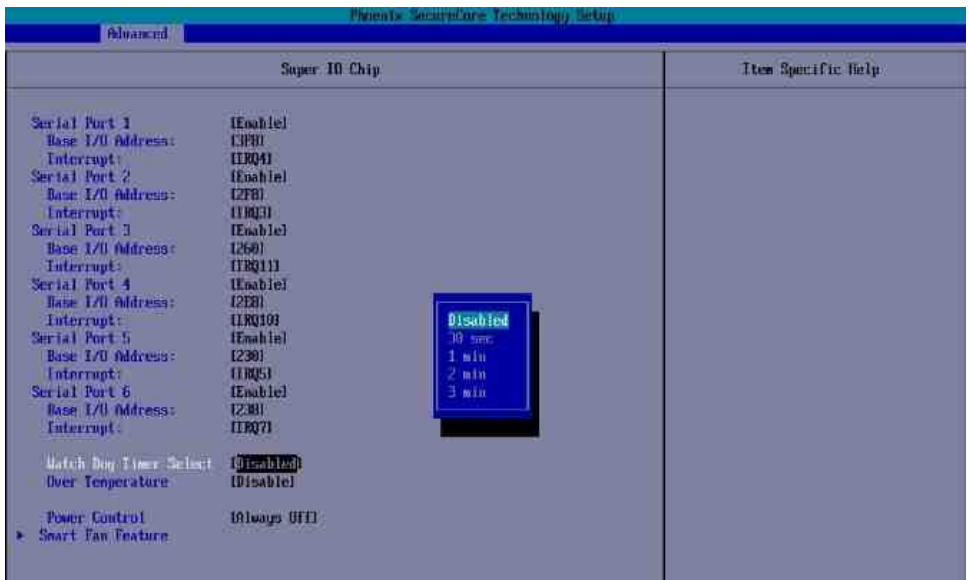 Phoenix SecureCore Technology Setup
Advanced
Super IO Chip
Item Specific Help
Serial Port 1 [Enable]
Base I/O Address: [3F8]
Interrupt: [IRQ4]
Serial Port 2 [Enable]
Base I/O Address: [2F8]
Interrupt: [IRQ3]
Serial Port 3 [Enable]
Base I/O Address: [260]
Interrupt: [IRQ11]
Serial Port 4 [Enable]
Base I/O Address: [2E8]
Interrupt: [IRQ10]
Serial Port 5 [Enable]
Base I/O Address: [230]
Interrupt: [IRQ5]
Serial Port 6 [Enable]
Base I/O Address: [238]
Interrupt: [IRQ7]
Disabled
30 sec
1 min
2 min
3 min
Watch Dog Timer Select [Disabled]
Over Temperature [Disable]
Power Control [Always Off]
Smart Fan Feature